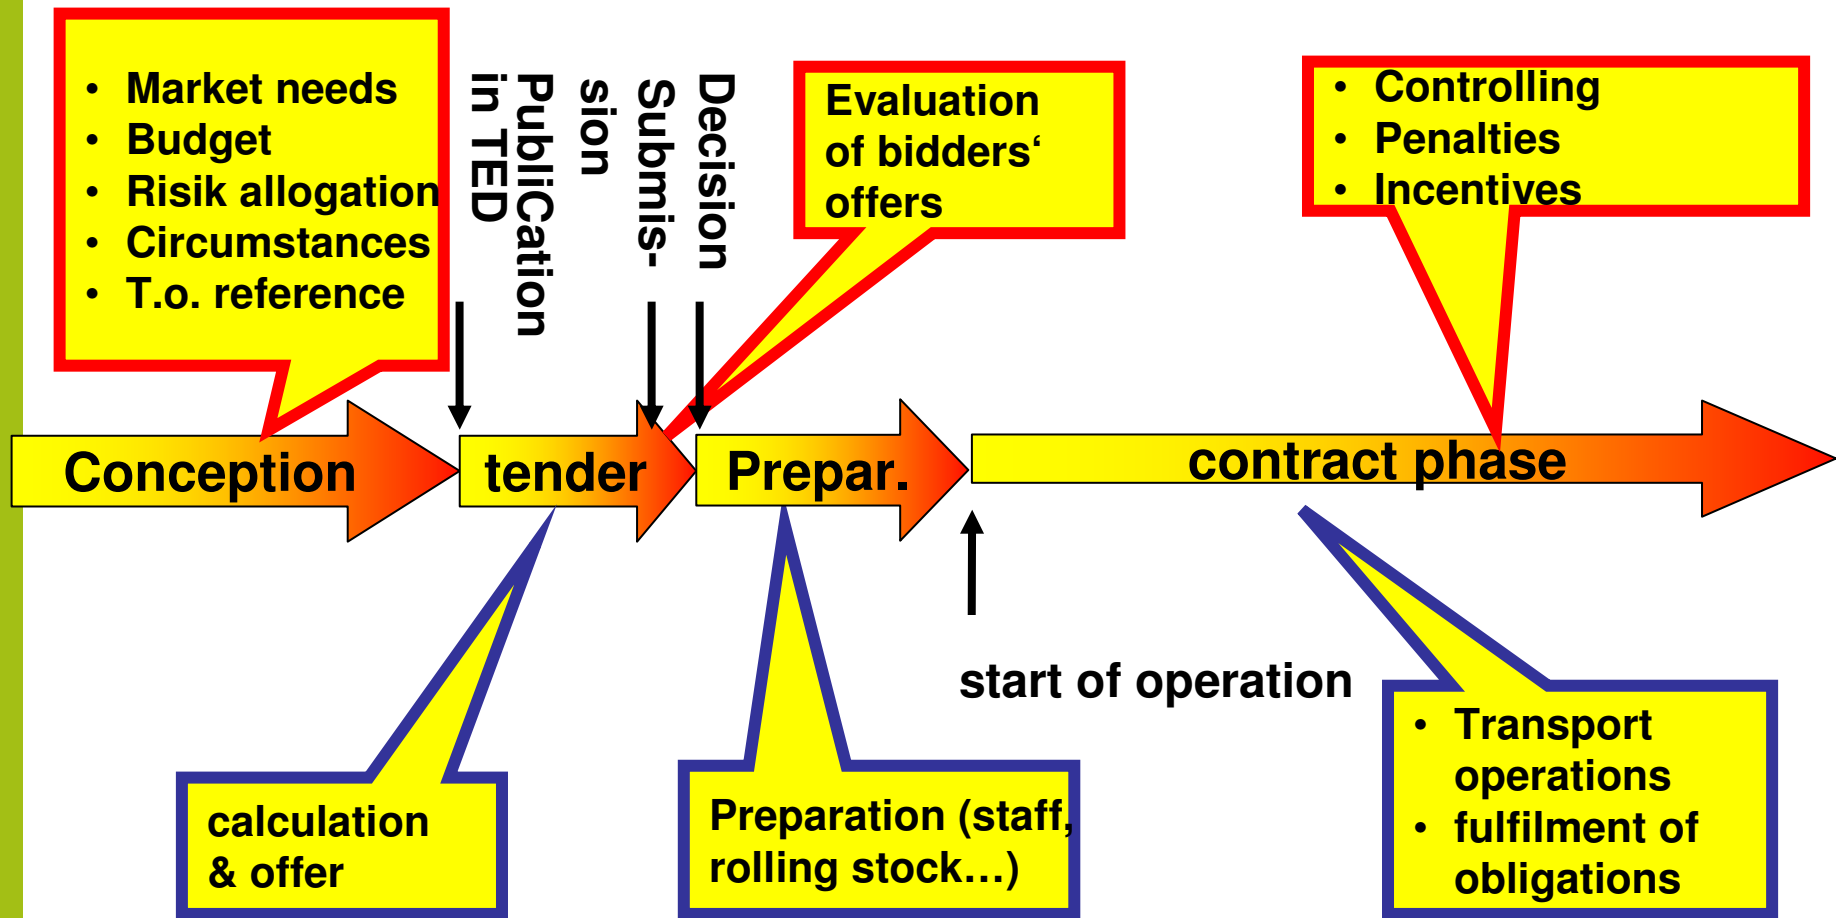 • Market needs
• Budget
• Risik allogation
• Circumstances
• T.o. reference
PubliCation
in TED
Submis-
sion
Decision
Evaluation
of bidders‘
offers
• Controlling
• Penalties
• Incentives
Conception
tender
Prepar.
contract phase
start of operation
calculation
& offer
Preparation (staff,
rolling stock…)
• Transport
operations
• fulfilment of
obligations